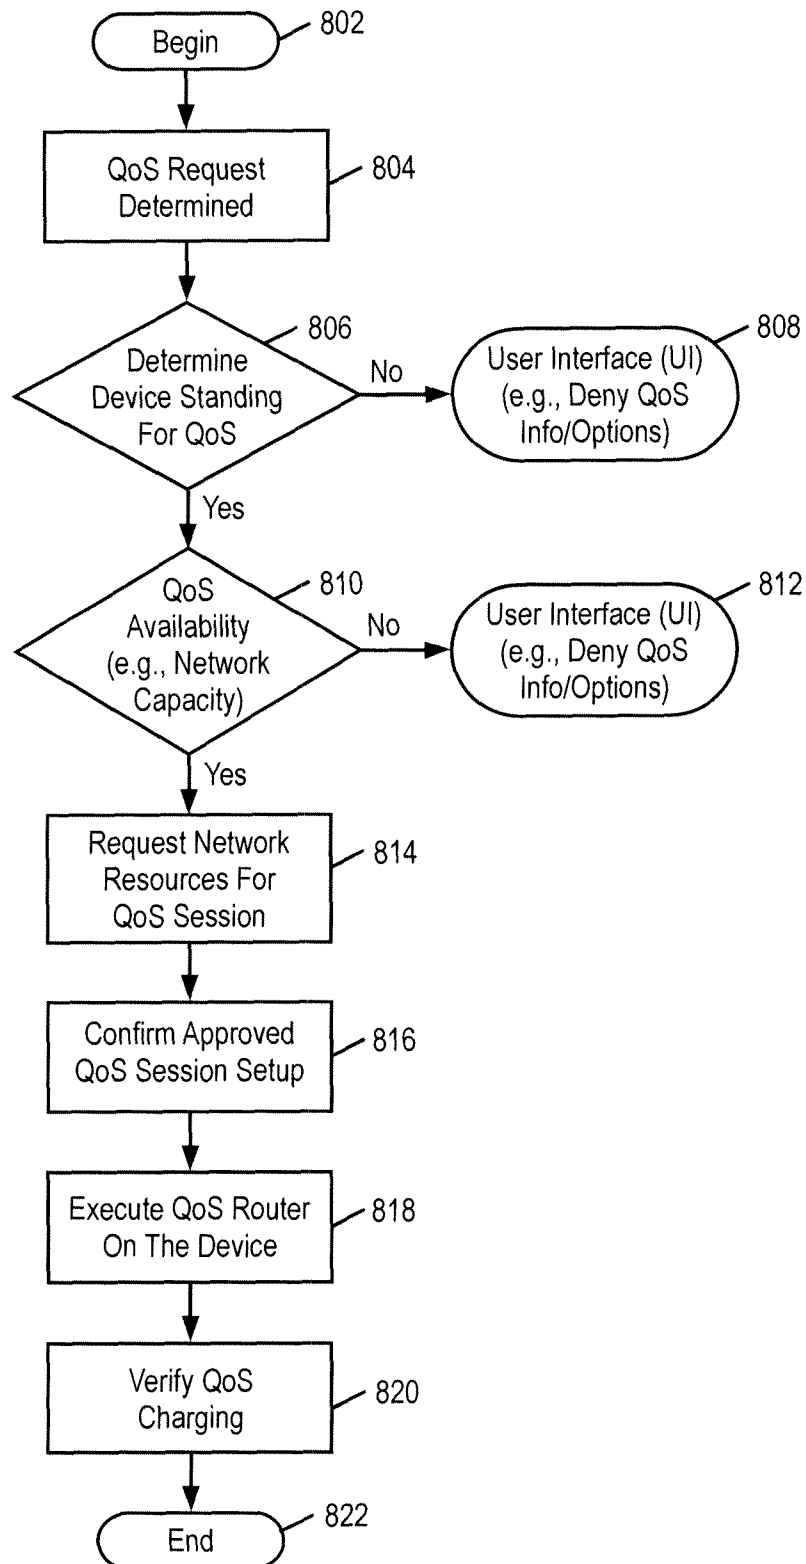 Begin
802
QoS Request
Determined
804
806
Determine
Device Standing
For QoS
No
808
User Interface (UI)
(e.g., Deny QoS
Info/Options)
Yes
810
QoS
Availability
(e.g., Network
Capacity)
No
812
User Interface (UI)
(e.g., Deny QoS
Info/Options)
Yes
Request Network
Resources For
QoS Session
814
Confirm Approved
QoS Session Setup
816
Execute QoS Router
On The Device
818
Verify QoS
Charging
820
End
822